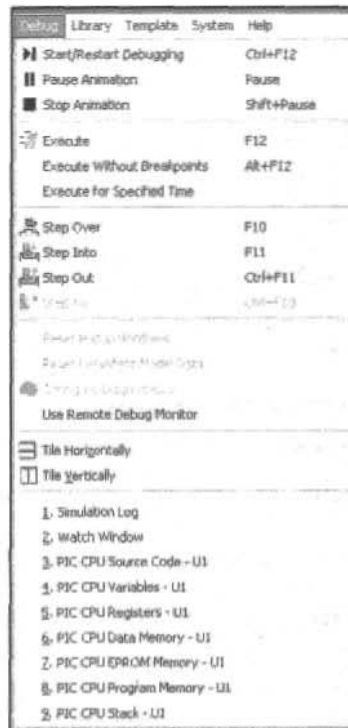 Debug Library Template System Help
Start/Restart Debugging Ctrl+F12
Pause Animation Pause
Stop Animation Shift+Pause
Execute F12
Execute Without Breakpoints Alt+F12
Execute for Specified Time
Step Over F10
Step Into F11
Step Out Ctrl+F11
Use Remote Debug Monitor
Tile Horizontally
Tile Vertically
1. Simulation Log
2. Watch Window
3. PIC CPU Source Code - U1
4. PIC CPU Variables - U1
5. PIC CPU Registers - U1
6. PIC CPU Data Memory - U1
7. PIC CPU EPROM Memory - U1
8. PIC CPU Program Memory - U1
9. PIC CPU Stack - U1